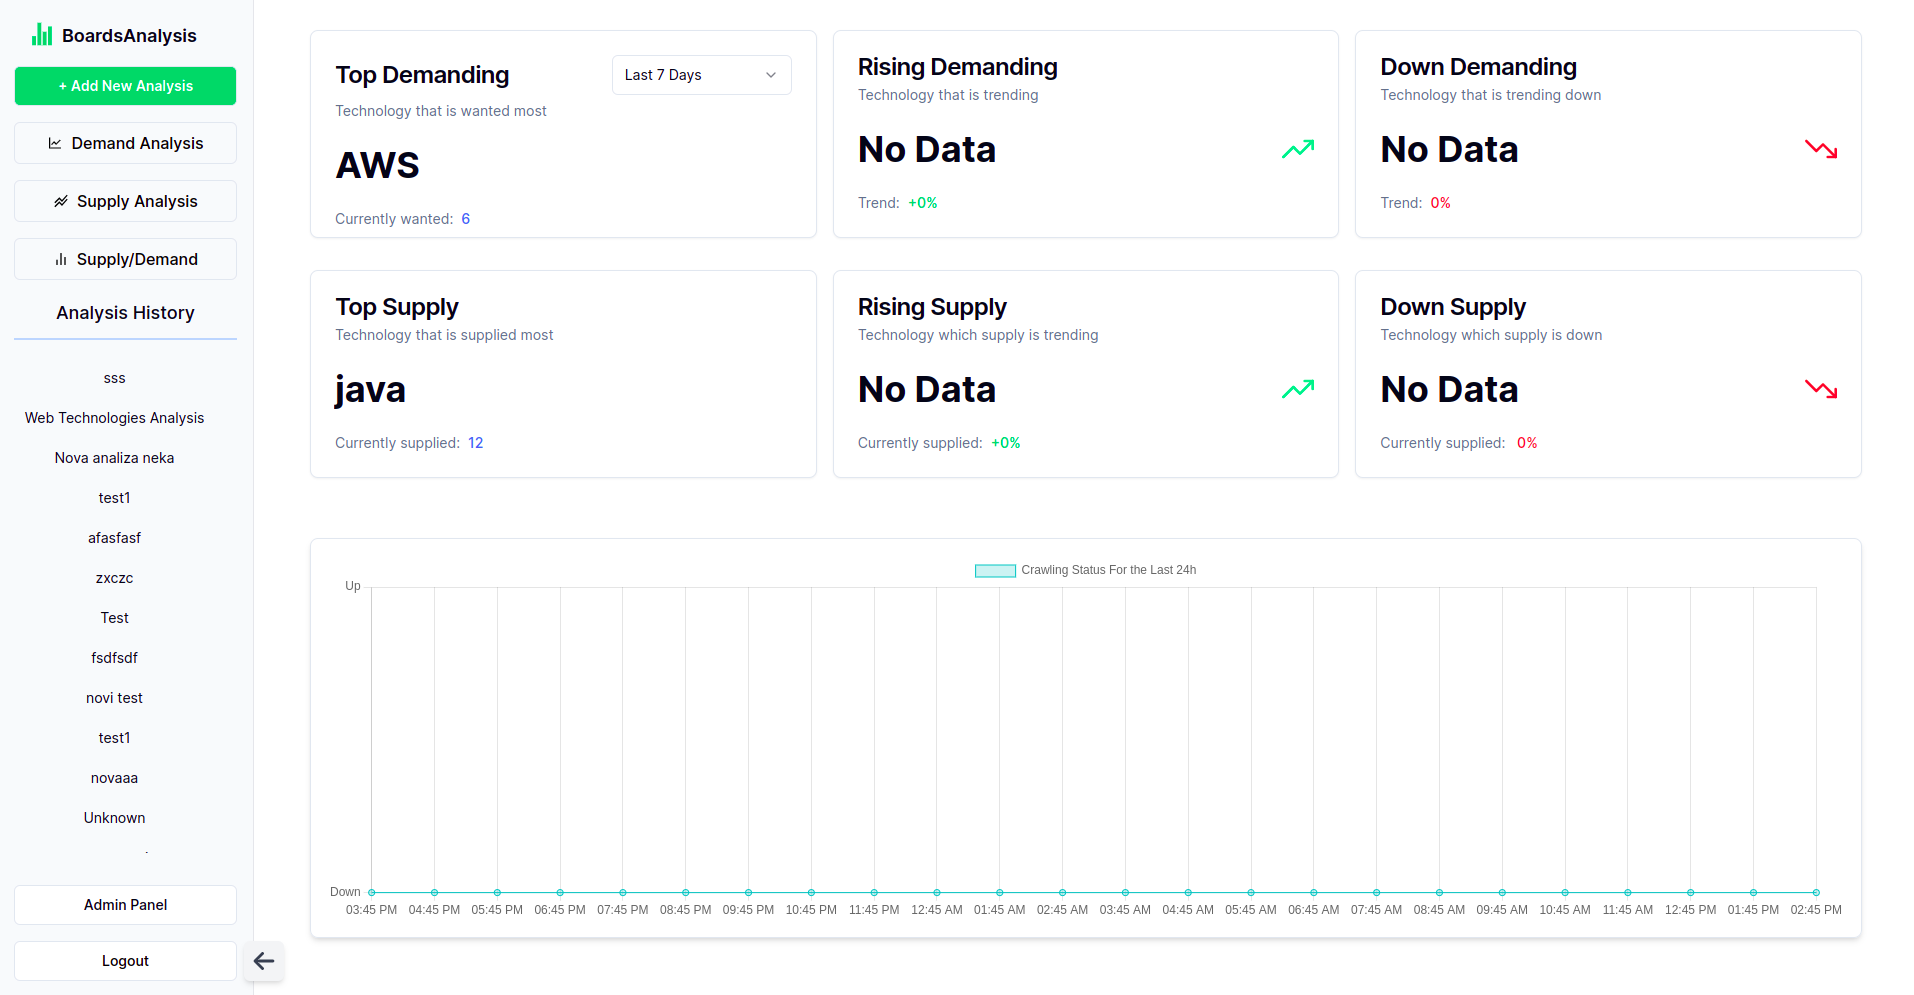 BoardsAnalysis
+ Add New Analysis
Demand Analysis
Supply Analysis
Supply/Demand
Analysis History
sss
Web Technologies Analysis
Nova analiza neka
test1
afasfasf
zxczc
Test
fsdfsdf
novi test
test1
novaaa
Unknown
Admin Panel
Logout
Top Demanding
Last 7 Days
Technology that is wanted most
AWS
Currently wanted: 6
Rising Demanding
Technology that is trending
No Data
Trend: +0%
Down Demanding
Technology that is trending down
No Data
Trend: 0%
Top Supply
Technology that is supplied most
java
Currently supplied: 12
Rising Supply
Technology which supply is trending
No Data
Currently supplied: +0%
Down Supply
Technology which supply is down
No Data
Currently supplied: 0%
Crawling Status For the Last 24h
Up
Down
03:45 PM 04:45 PM 05:45 PM 06:45 PM 07:45 PM 08:45 PM 09:45 PM 10:45 PM 11:45 PM 12:45 AM 01:45 AM 02:45 AM 03:45 AM 04:45 AM 05:45 AM 06:45 AM 07:45 AM 08:45 AM 09:45 AM 10:45 AM 11:45 AM 12:45 PM 01:45 PM 02:45 PM